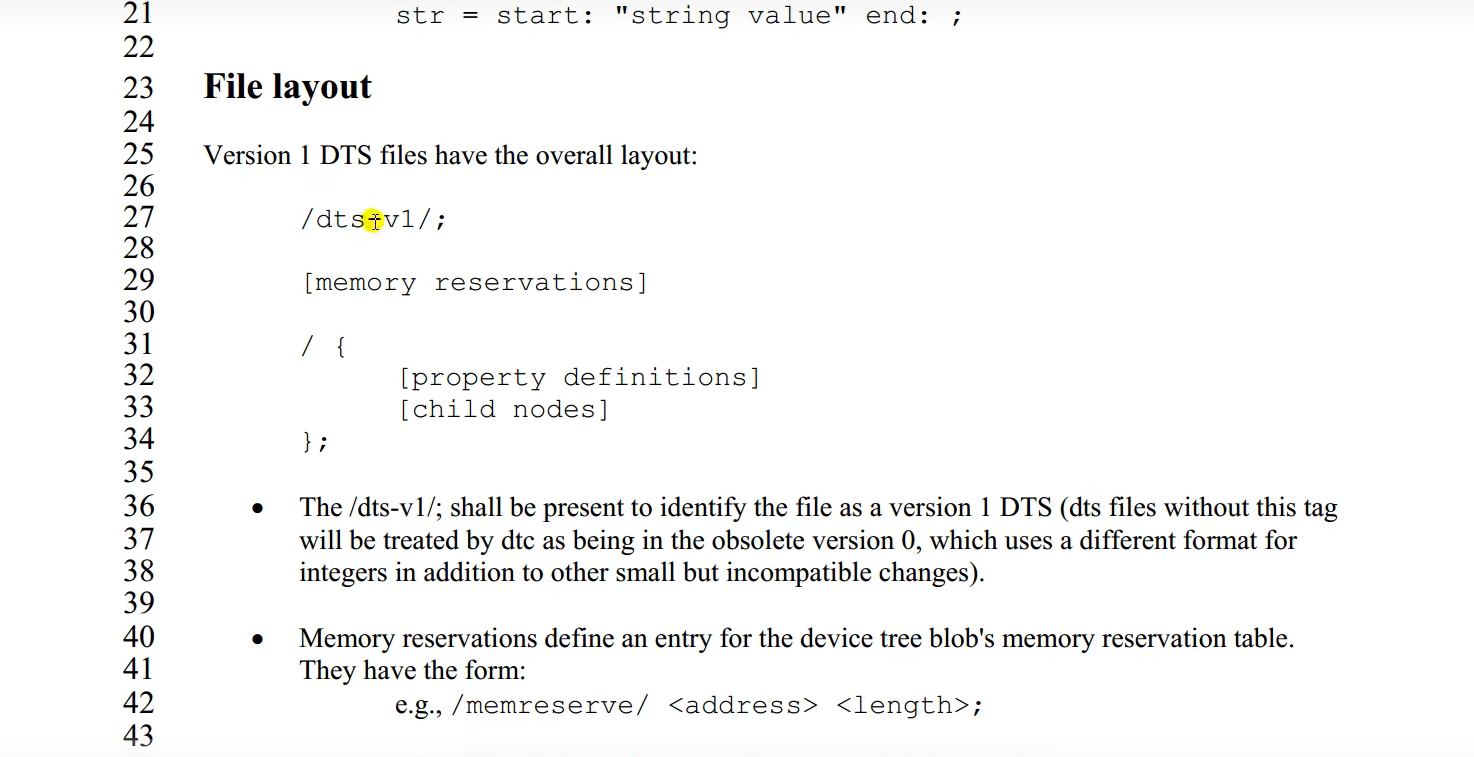 21 str = start: "string value" end: ;
22
23 File layout
24
25 Version 1 DTS files have the overall layout:
26
27 /dts-v1/;
28
29 [memory reservations]
30
31 / {
32 [property definitions]
33 [child nodes]
34 };
35
36 • The /dts-v1/; shall be present to identify the file as a version 1 DTS (dts files without this tag
37 will be treated by dtc as being in the obsolete version 0, which uses a different format for
38 integers in addition to other small but incompatible changes).
39
40 • Memory reservations define an entry for the device tree blob's memory reservation table.
41 They have the form:
42 e.g., /memreserve/ <address> <length>;
43